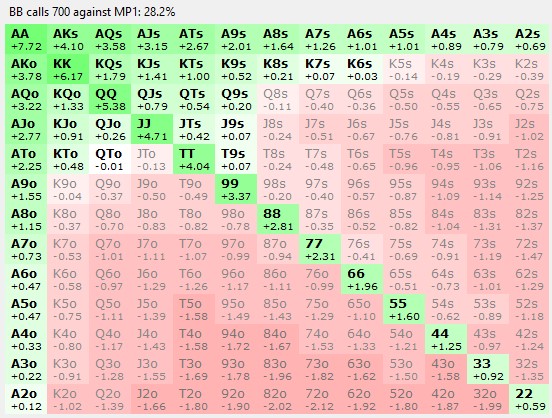 BB calls 700 against MP1: 28.2%
AA AKs AQs AJs ATs A9s A8s A7s A6s A5s A4s A3s A2s
+7.72 +4.10 +3.58 +3.15 +2.67 +2.01 +1.64 +1.26 +1.01 +1.01 +0.89 +0.79 +0.69
AKo KK KQs KJs KTs K9s K8s K7s K6s K5s K4s K3s K2s
+3.78 +6.17 +1.79 +1.41 +1.00 +0.52 +0.21 +0.07 +0.03 -0.14 -0.19 -0.29 -0.39
AQo KQo QQ QJs QTs Q9s Q8s Q7s Q6s Q5s Q4s Q3s Q2s
+3.22 +1.33 +5.38 +0.79 +0.54 +0.20 -0.11 -0.40 -0.36 -0.50 -0.55 -0.65 -0.75
AJo KJo QJo JJ JTs J9s J8s J7s J6s J5s J4s J3s J2s
+2.77 +0.91 +0.26 +4.71 +0.42 +0.07 -0.24 -0.51 -0.67 -0.76 -0.81 -0.91 -1.02
ATo KTo QTo JTo TT T9s T8s T7s T6s T5s T4s T3s T2s
+2.25 +0.48 -0.01 -0.13 +4.04 +0.07 -0.24 -0.48 -0.65 -0.96 -0.95 -1.06 -1.16
A9o K9o Q9o J9o T9o 99 98s 97s 96s 95s 94s 93s 92s
+1.55 -0.04 -0.37 -0.50 -0.49 +3.37 -0.20 -0.40 -0.57 -0.87 -1.09 -1.14 -1.25
A8o K8o Q8o J8o T8o 98o 88 87s 86s 85s 84s 83s 82s
+1.15 -0.37 -0.70 -0.83 -0.82 -0.78 +2.81 -0.35 -0.52 -0.82 -1.04 -1.31 -1.37
A7o K7o Q7o J7o T7o 97o 87o 77 76s 75s 74s 73s 72s
+0.73 -0.53 -1.01 -1.11 -1.07 -0.99 -0.94 +2.31 -0.41 -0.69 -0.91 -1.19 -1.47
A6o K6o Q6o J6o T6o 96o 86o 76o 66 65s 64s 63s 62s
+0.47 -0.58 -0.97 -1.29 -1.26 -1.17 -1.11 -0.99 +1.96 -0.51 -0.73 -1.01 -1.29
A5o K5o Q5o J5o T5o 95o 85o 75o 65o 55 54s 53s 52s
+0.47 -0.75 -1.11 -1.39 -1.58 -1.49 -1.43 -1.29 -1.10 +1.60 -0.62 -0.89 -1.18
A4o K4o Q4o J4o T4o 94o 84o 74o 64o 54o 44 43s 42s
+0.33 -0.80 -1.17 -1.43 -1.58 -1.72 -1.67 -1.53 -1.33 -1.21 +1.25 -0.97 -1.24
A3o K3o Q3o J3o T3o 93o 83o 73o 63o 53o 43o 33 32s
+0.22 -0.91 -1.28 -1.55 -1.69 -1.78 -1.96 -1.82 -1.62 -1.50 -1.58 +0.92 -1.35
A2o K2o Q2o J2o T2o 92o 82o 72o 62o 52o 42o 32o 22
+0.12 -1.02 -1.39 -1.66 -1.80 -1.90 -2.02 -2.12 -1.92 -1.80 -1.87 -1.99 +0.59